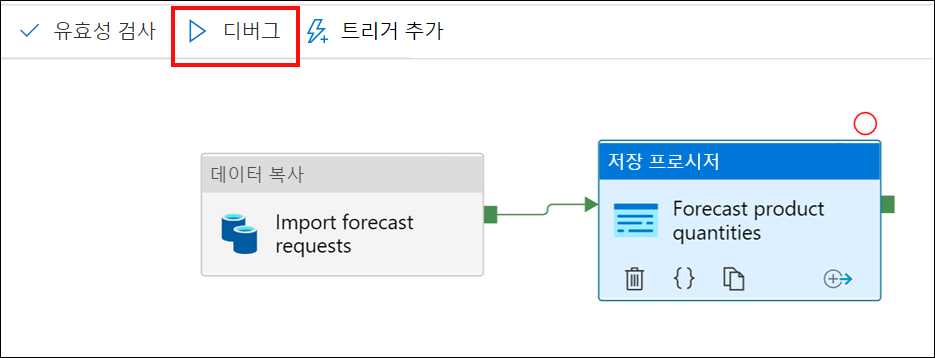 유효성 검사 디버그 트리거 추가
데이터 복사
Import forecast
requests
저장 프로시저
Forecast product
quantities